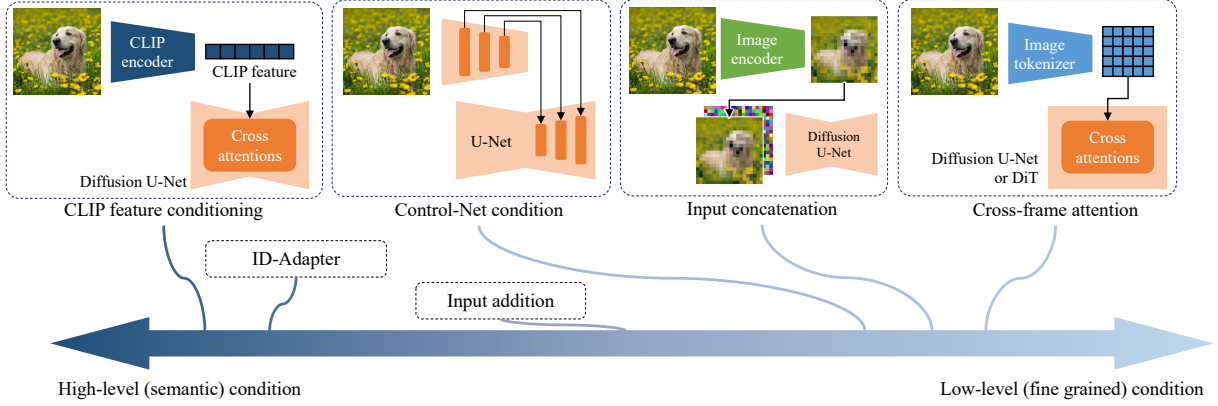 CLIP
encoder
CLIP feature
Cross
attentions
Diffusion U-Net
CLIP feature conditioning
U-Net
Control-Net condition
Image
encoder
Diffusion
U-Net
Input concatenation
Image
tokenizer
Cross
attentions
Diffusion U-Net
or DiT
Cross-frame attention
ID-Adapter
Input addition
High-level (semantic) condition
Low-level (fine grained) condition